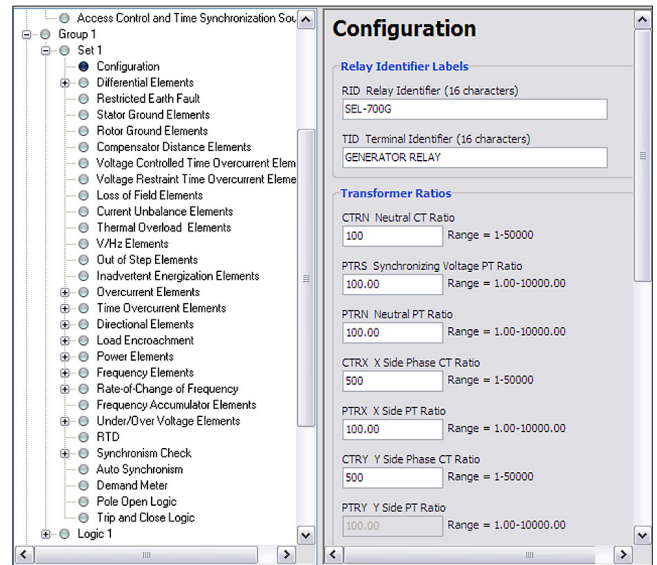 Access Control and Time Synchronization Sou
Group 1
Set 1
Configuration
Differential Elements
Restricted Earth Fault
Stator Ground Elements
Rotor Ground Elements
Compensator Distance Elements
Voltage Controlled Time Overcurrent Elem
Voltage Restraint Time Overcurrent Eleme
Loss of Field Elements
Current Unbalance Elements
Thermal Overload Elements
V/Hz Elements
Out of Step Elements
Inadvertent Energization Elements
Overcurrent Elements
Time Overcurrent Elements
Directional Elements
Load Encroachment
Power Elements
Frequency Elements
Rate-of-Change of Frequency
Frequency Accumulator Elements
Under/Over Voltage Elements
RTD
Synchronism Check
Auto Synchronism
Demand Meter
Pole Open Logic
Trip and Close Logic
Logic 1
Configuration
Relay Identifier Labels
RID Relay Identifier (16 characters)
SEL-700G
TID Terminal Identifier (16 characters)
GENERATOR RELAY
Transformer Ratios
CTRN Neutral CT Ratio
100 Range = 1-50000
PTRS Synchronizing Voltage PT Ratio
100.00 Range = 1.00-10000.00
PTRN Neutral PT Ratio
100.00 Range = 1.00-10000.00
CTRX X Side Phase CT Ratio
500 Range = 1-50000
PTRX X Side PT Ratio
100.00 Range = 1.00-10000.00
CTRY Y Side Phase CT Ratio
500 Range = 1-50000
PTRY Y Side PT Ratio
100.00 Range = 1.00-10000.00